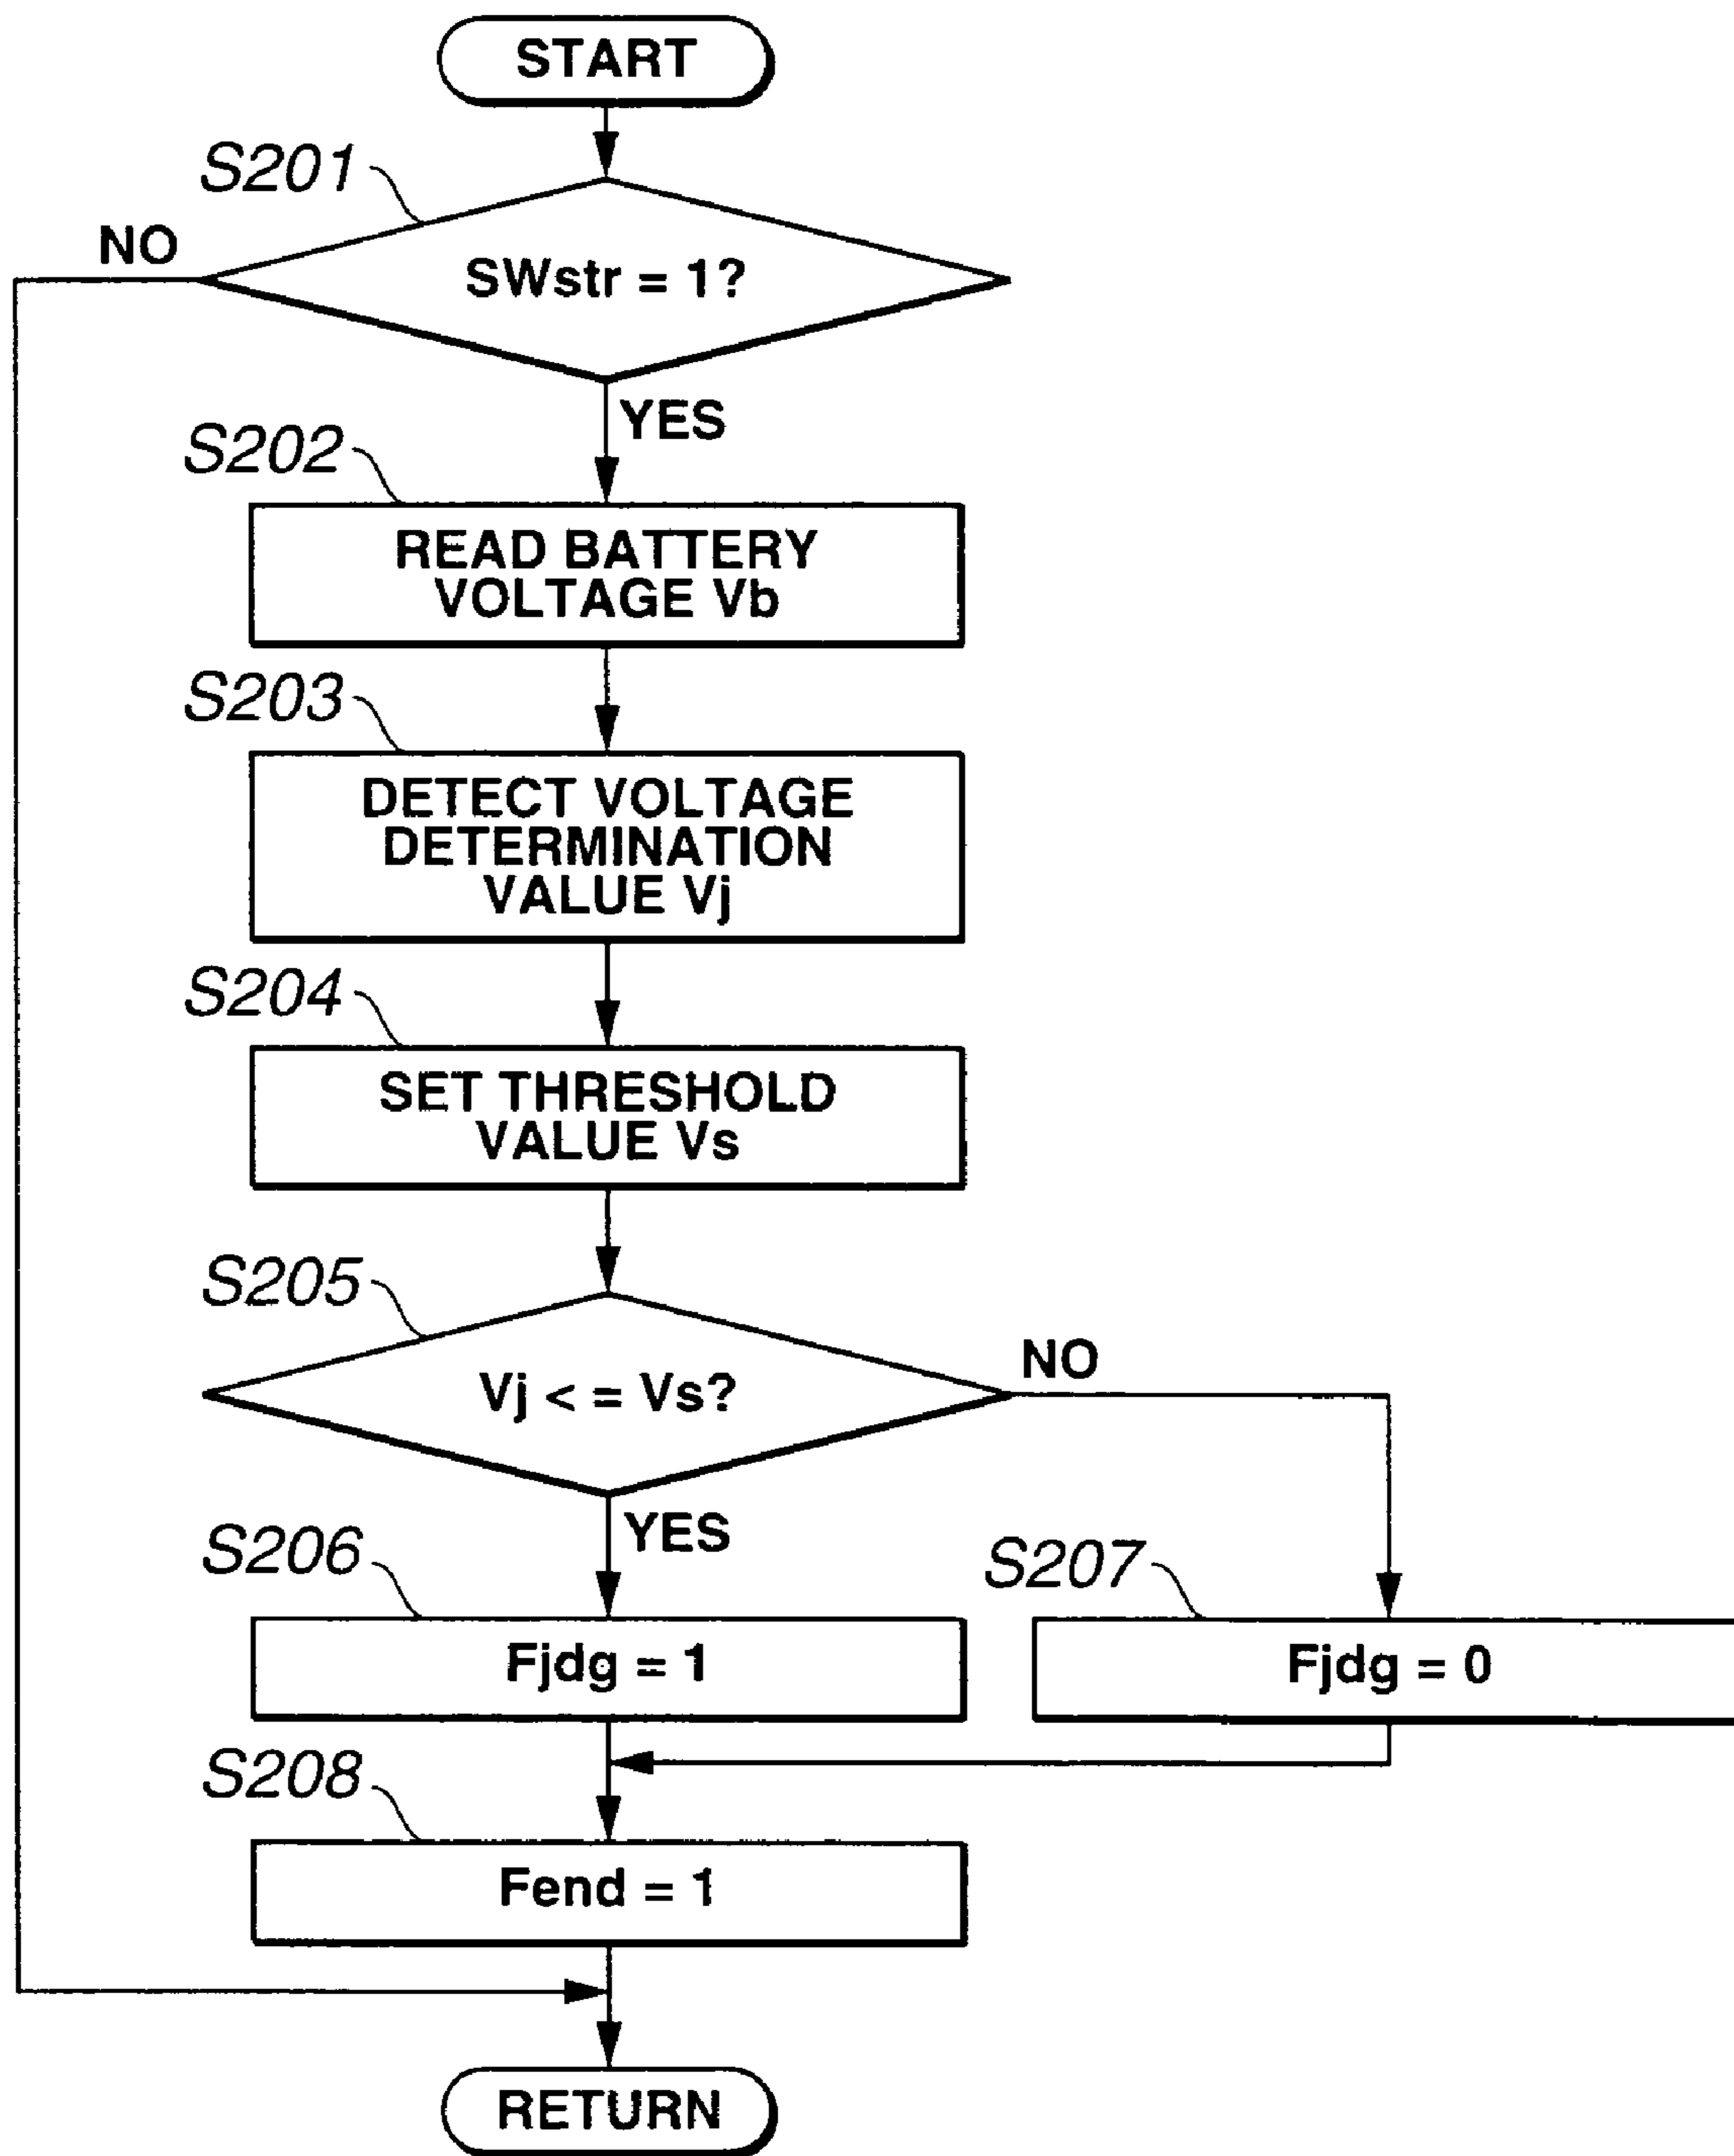 START
S201
NO
SWstr = 1?
YES
S202
READ BATTERY
VOLTAGE Vb
S203
DETECT VOLTAGE
DETERMINATION
VALUE Vj
S204
SET THRESHOLD
VALUE Vs
S205
Vj < = Vs?
NO
YES
S206
S207
Fjdg = 1
Fjdg = 0
S208
Fend = 1
RETURN